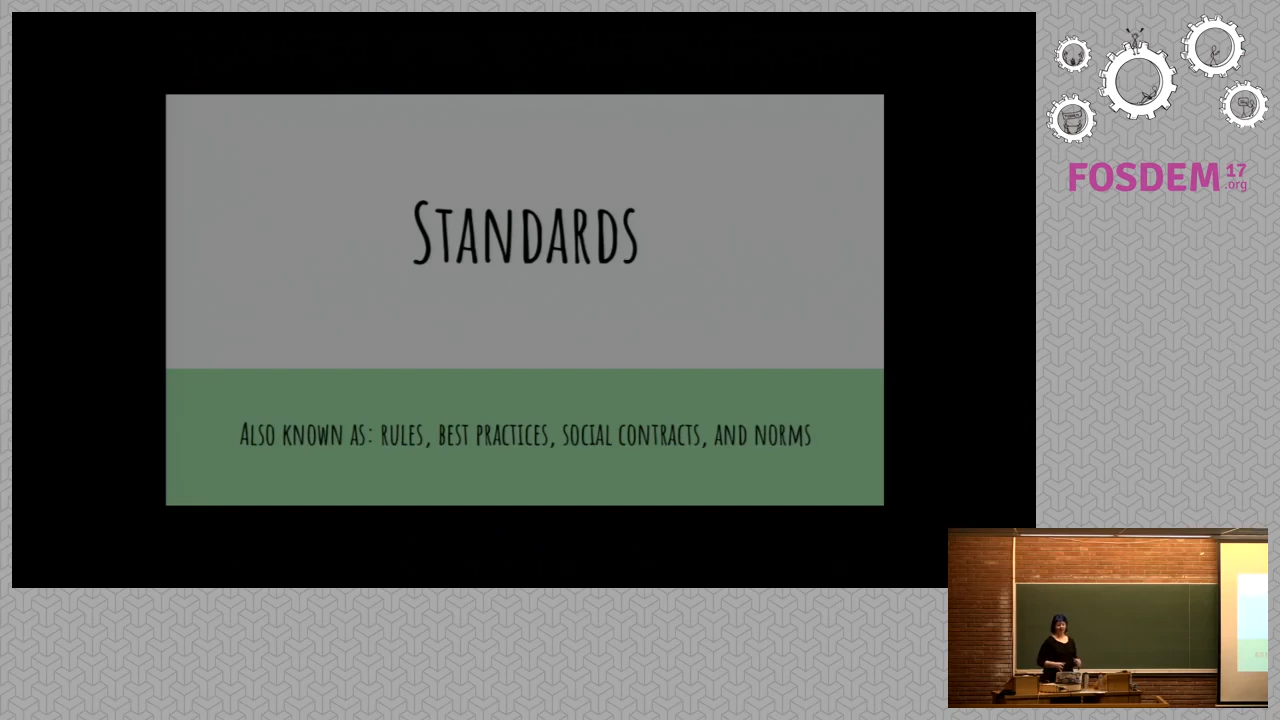 STANDARDS
ALSO KNOWN AS: RULES, BEST PRACTICES, SOCIAL CONTRACTS, AND NORMS
FOSDEM 17
.org